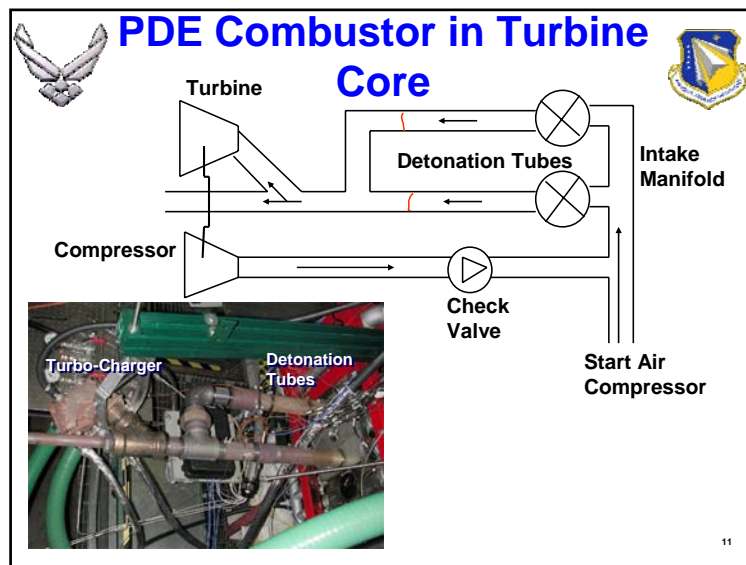 PDE Combustor in Turbine
Core
Turbine
Detonation Tubes
Intake
Manifold
Compressor
Check
Valve
Start Air
Compressor
Turbo-Charger
Detonation
Tubes
11